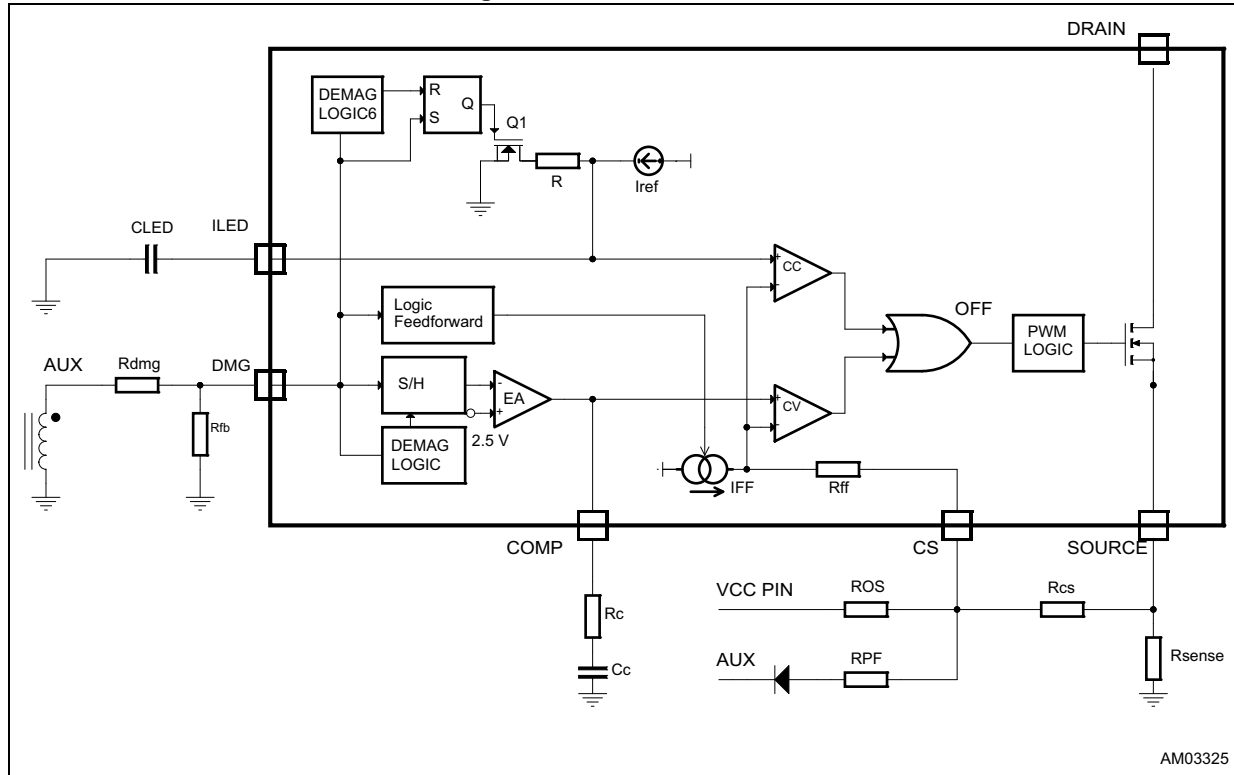 DRAIN
DEMAG
LOGIC6
R
S
Q
Q1
R
Iref
CLED
ILED
+
CC
-
Logic
Feedforward
OFF
PWM
LOGIC
AUX
Rdmg
DMG
Rfb
S/H
-
EA
+
2.5 V
DEMAG
LOGIC
+
CV
-
IFF
Rff
COMP
CS
SOURCE
VCC PIN
ROS
Rcs
Rc
AUX
RPF
Rsense
Cc
AM03325